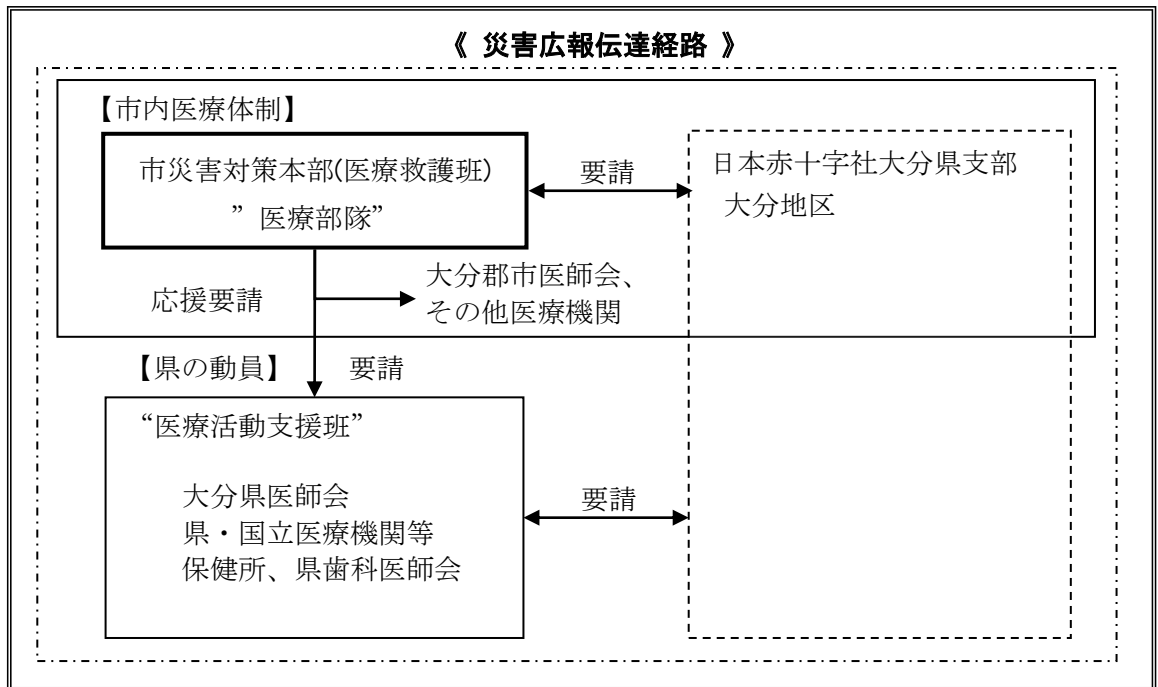 《 災害広報伝達経路 》
【市内医療体制】
市災害対策本部(医療救護班)
”医療部隊”
要請
日本赤十字社大分県支部
大分地区
応援要請
大分郡市医師会、
その他医療機関
【県の動員】
要請
“医療活動支援班”
大分県医師会
県・国立医療機関等
保健所、県歯科医師会
要請